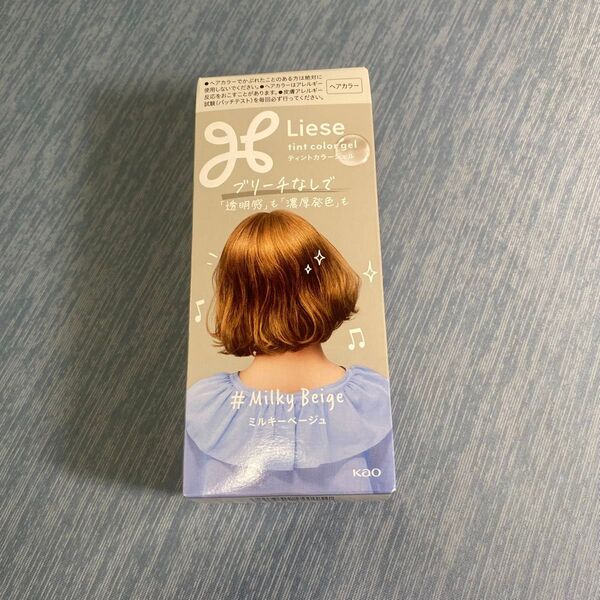 ●ヘアカラーでかぶれたことのある方は絶対に
使用しないでください。●ヘアカラーはアレルギー
反応をおこすことがあります。●皮膚アレルギー
試験(パッチテスト)を毎回必ず行ってください。
ヘアカラー
Liese
tint color gel
ティントカラージェル
ブリーチなしで
「透明感」も「濃厚発色」も
#Milky Beige
ミルキーベージュ
Kao